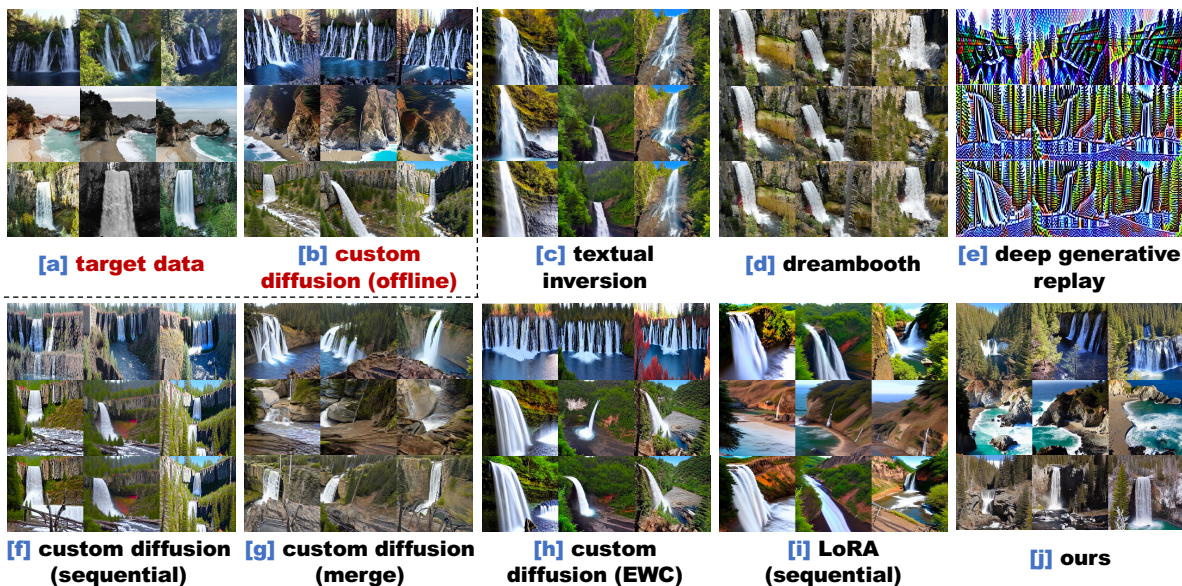 [a] target data
[b] custom
diffusion (offline)
[c] textual
inversion
[d] dreambooth
[e] deep generative
replay
[f] custom diffusion
(sequential)
[g] custom diffusion
(merge)
[h] custom
diffusion (EWC)
[i] LoRA
(sequential)
[j] ours